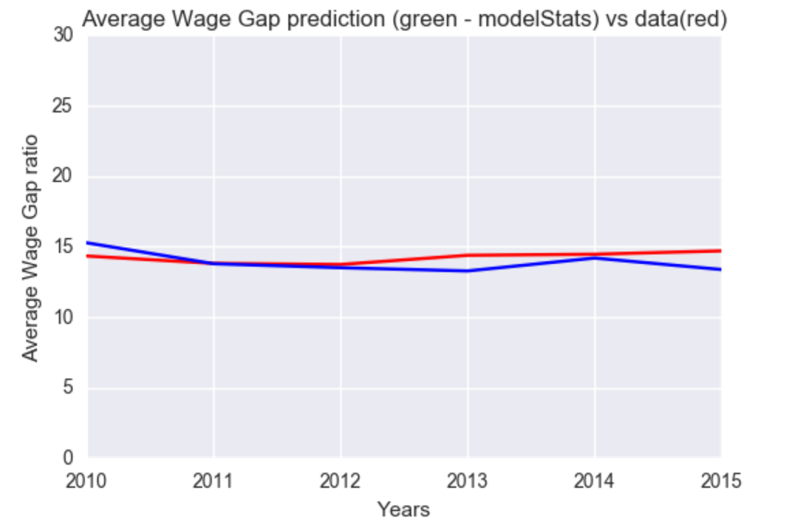 Average Wage Gap prediction (green - modelStats) vs data(red)
30
25
20
15
10
5
0
Average Wage Gap ratio
2010 2011 2012 2013 2014 2015
Years